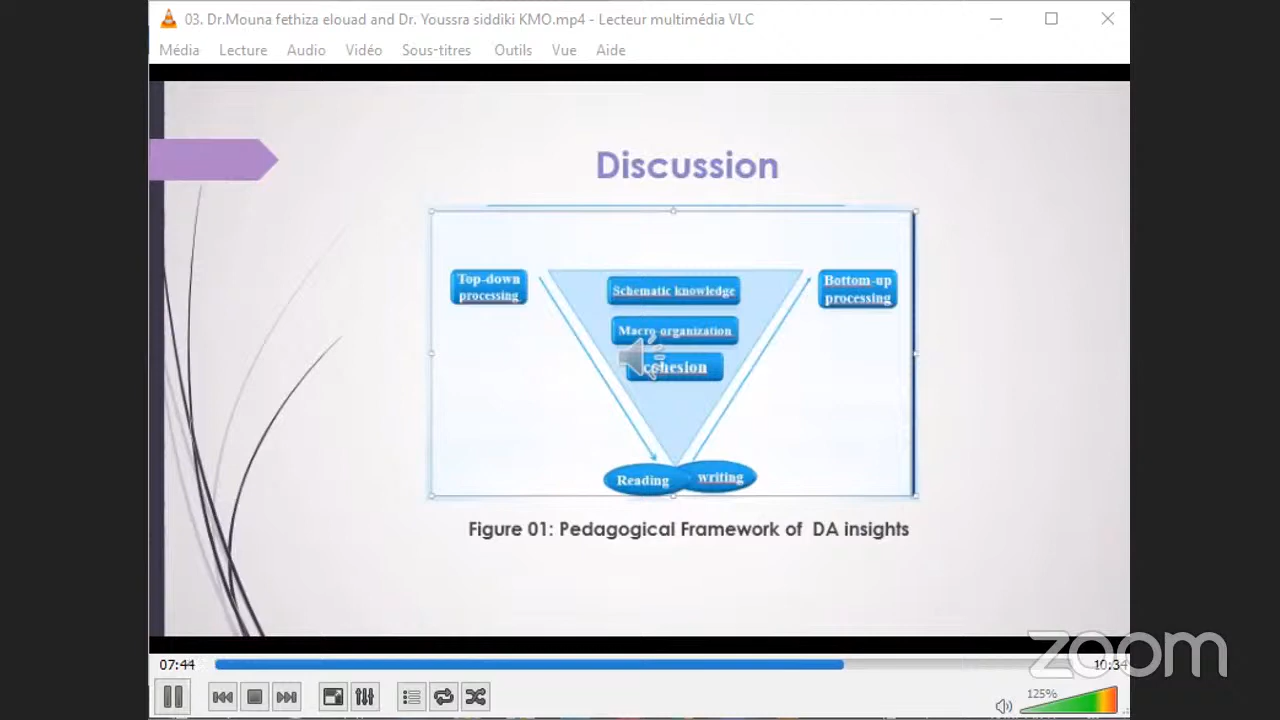 03. Dr.Mouna fethiza elouad and Dr. Youssra siddiki KMO.mp4 - Lecteur multimédia VLC
Média Lecture Audio Vidéo Sous-titres Outils Vue Aide
Discussion
Top-down
processing
Schematic knowledge
Macro-organization
cohesion
Bottom-up
processing
Reading
writing
Figure 01: Pedagogical Framework of DA insights
07:44
10:34
125%
zoom